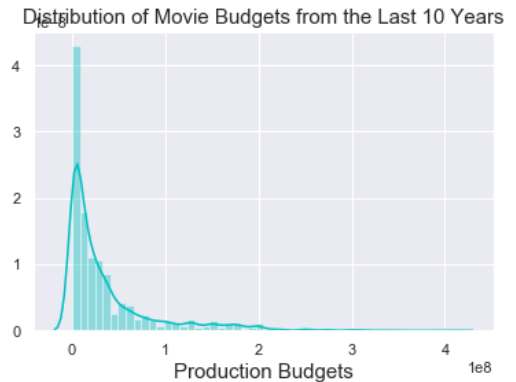 Distribution of Movie Budgets from the Last 10 Years
1e−8
4
3
2
1
0
0 1 2 3 4
1e8
Production Budgets